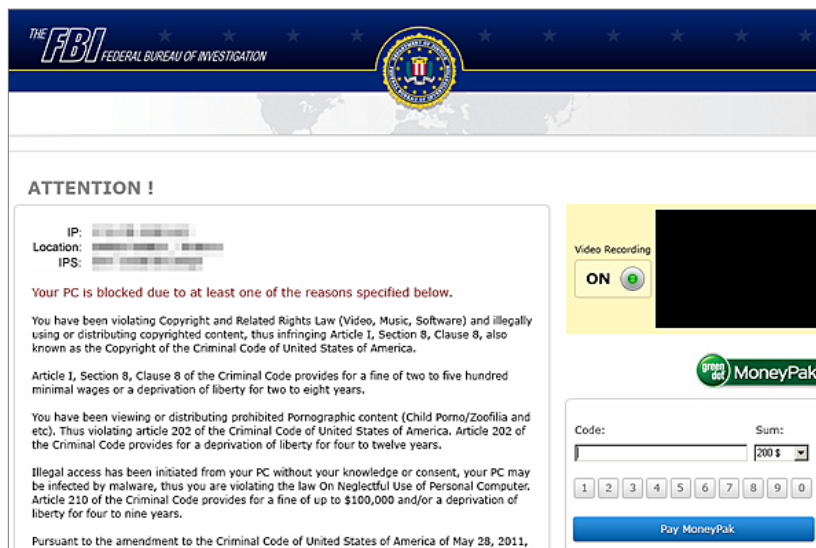 THE FBI FEDERAL BUREAU OF INVESTIGATION
ATTENTION !
IP:
Location:
IPS:
Your PC is blocked due to at least one of the reasons specified below.
You have been violating Copyright and Related Rights Law (Video, Music, Software) and illegally
using or distributing copyrighted content, thus infringing Article I, Section 8, Clause 8, also
known as the Copyright of the Criminal Code of United States of America.
Article I, Section 8, Clause 8 of the Criminal Code provides for a fine of two to five hundred
minimal wages or a deprivation of liberty for two to eight years.
You have been viewing or distributing prohibited Pornographic content (Child Porno/Zoofilia and
etc). Thus violating article 202 of the Criminal Code of United States of America. Article 202 of
the Criminal Code provides for a deprivation of liberty for four to twelve years.
Illegal access has been initiated from your PC without your knowledge or consent, your PC may
be infected by malware, thus you are violating the law On Neglectful Use of Personal Computer.
Article 210 of the Criminal Code provides for a fine of up to $100,000 and/or a deprivation of
liberty for four to nine years.
Pursuant to the amendment to the Criminal Code of United States of America of May 28, 2011,
Video Recording
ON
green dot MoneyPak
Code: Sum:
200 $
1 2 3 4 5 6 7 8 9 0
Pay MoneyPak